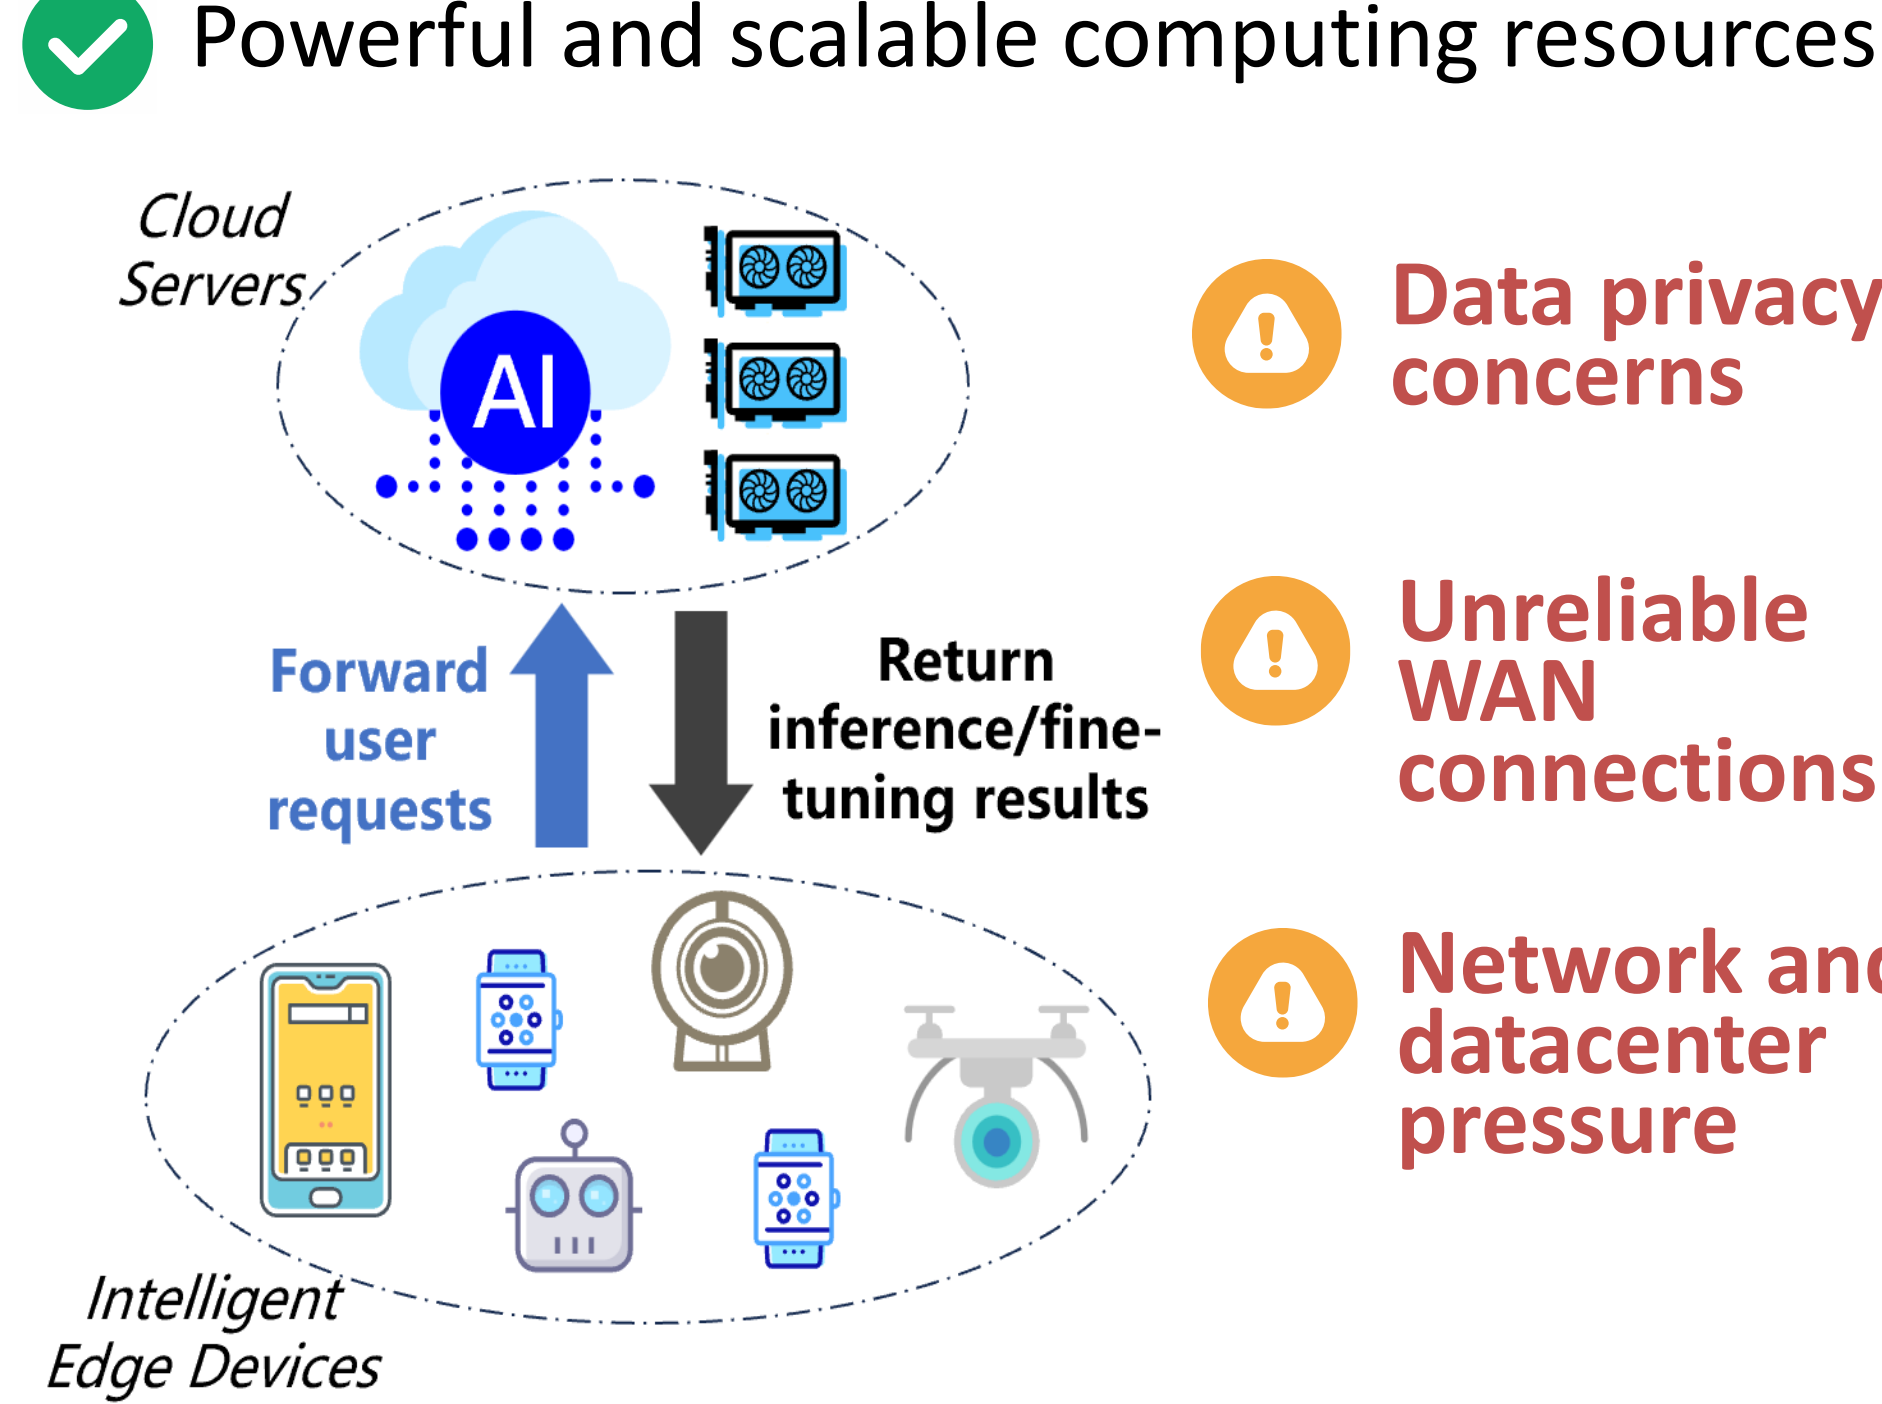 Powerful and scalable computing resources
Cloud
Servers
AI
Forward
user
requests
Return
inference/fine-
tuning results
Intelligent
Edge Devices
Data privacy
concerns
Unreliable
WAN
connections
Network and
datacenter
pressure